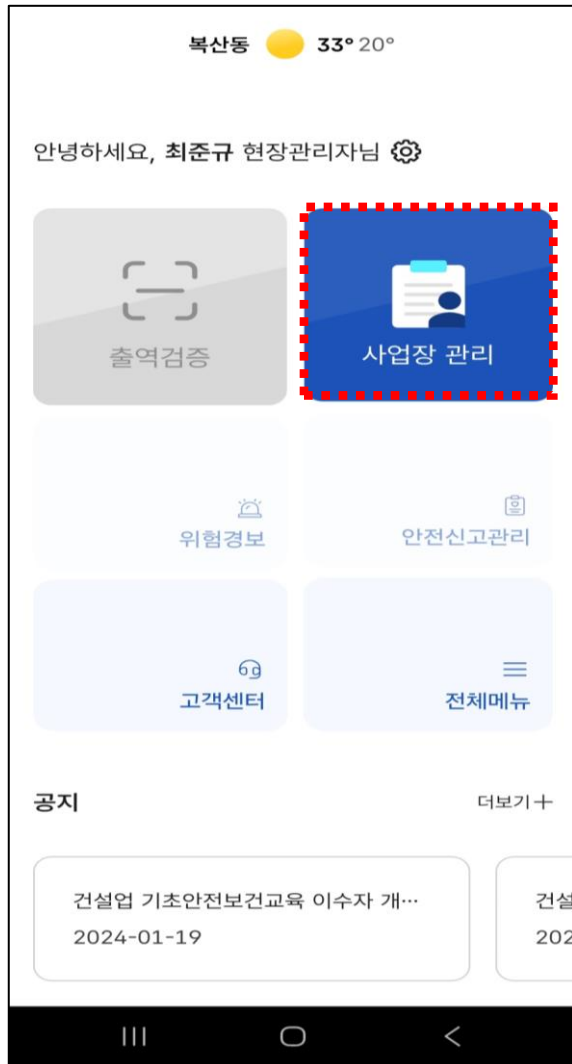 복산동 33° 20°
안녕하세요, 최준규 현장관리자님
출역검증
사업장 관리
위험경보
안전신고관리
고객센터
전체메뉴
공지
더보기+
건설업 기초안전보건교육 이수자 개…
2024-01-19
건설
202